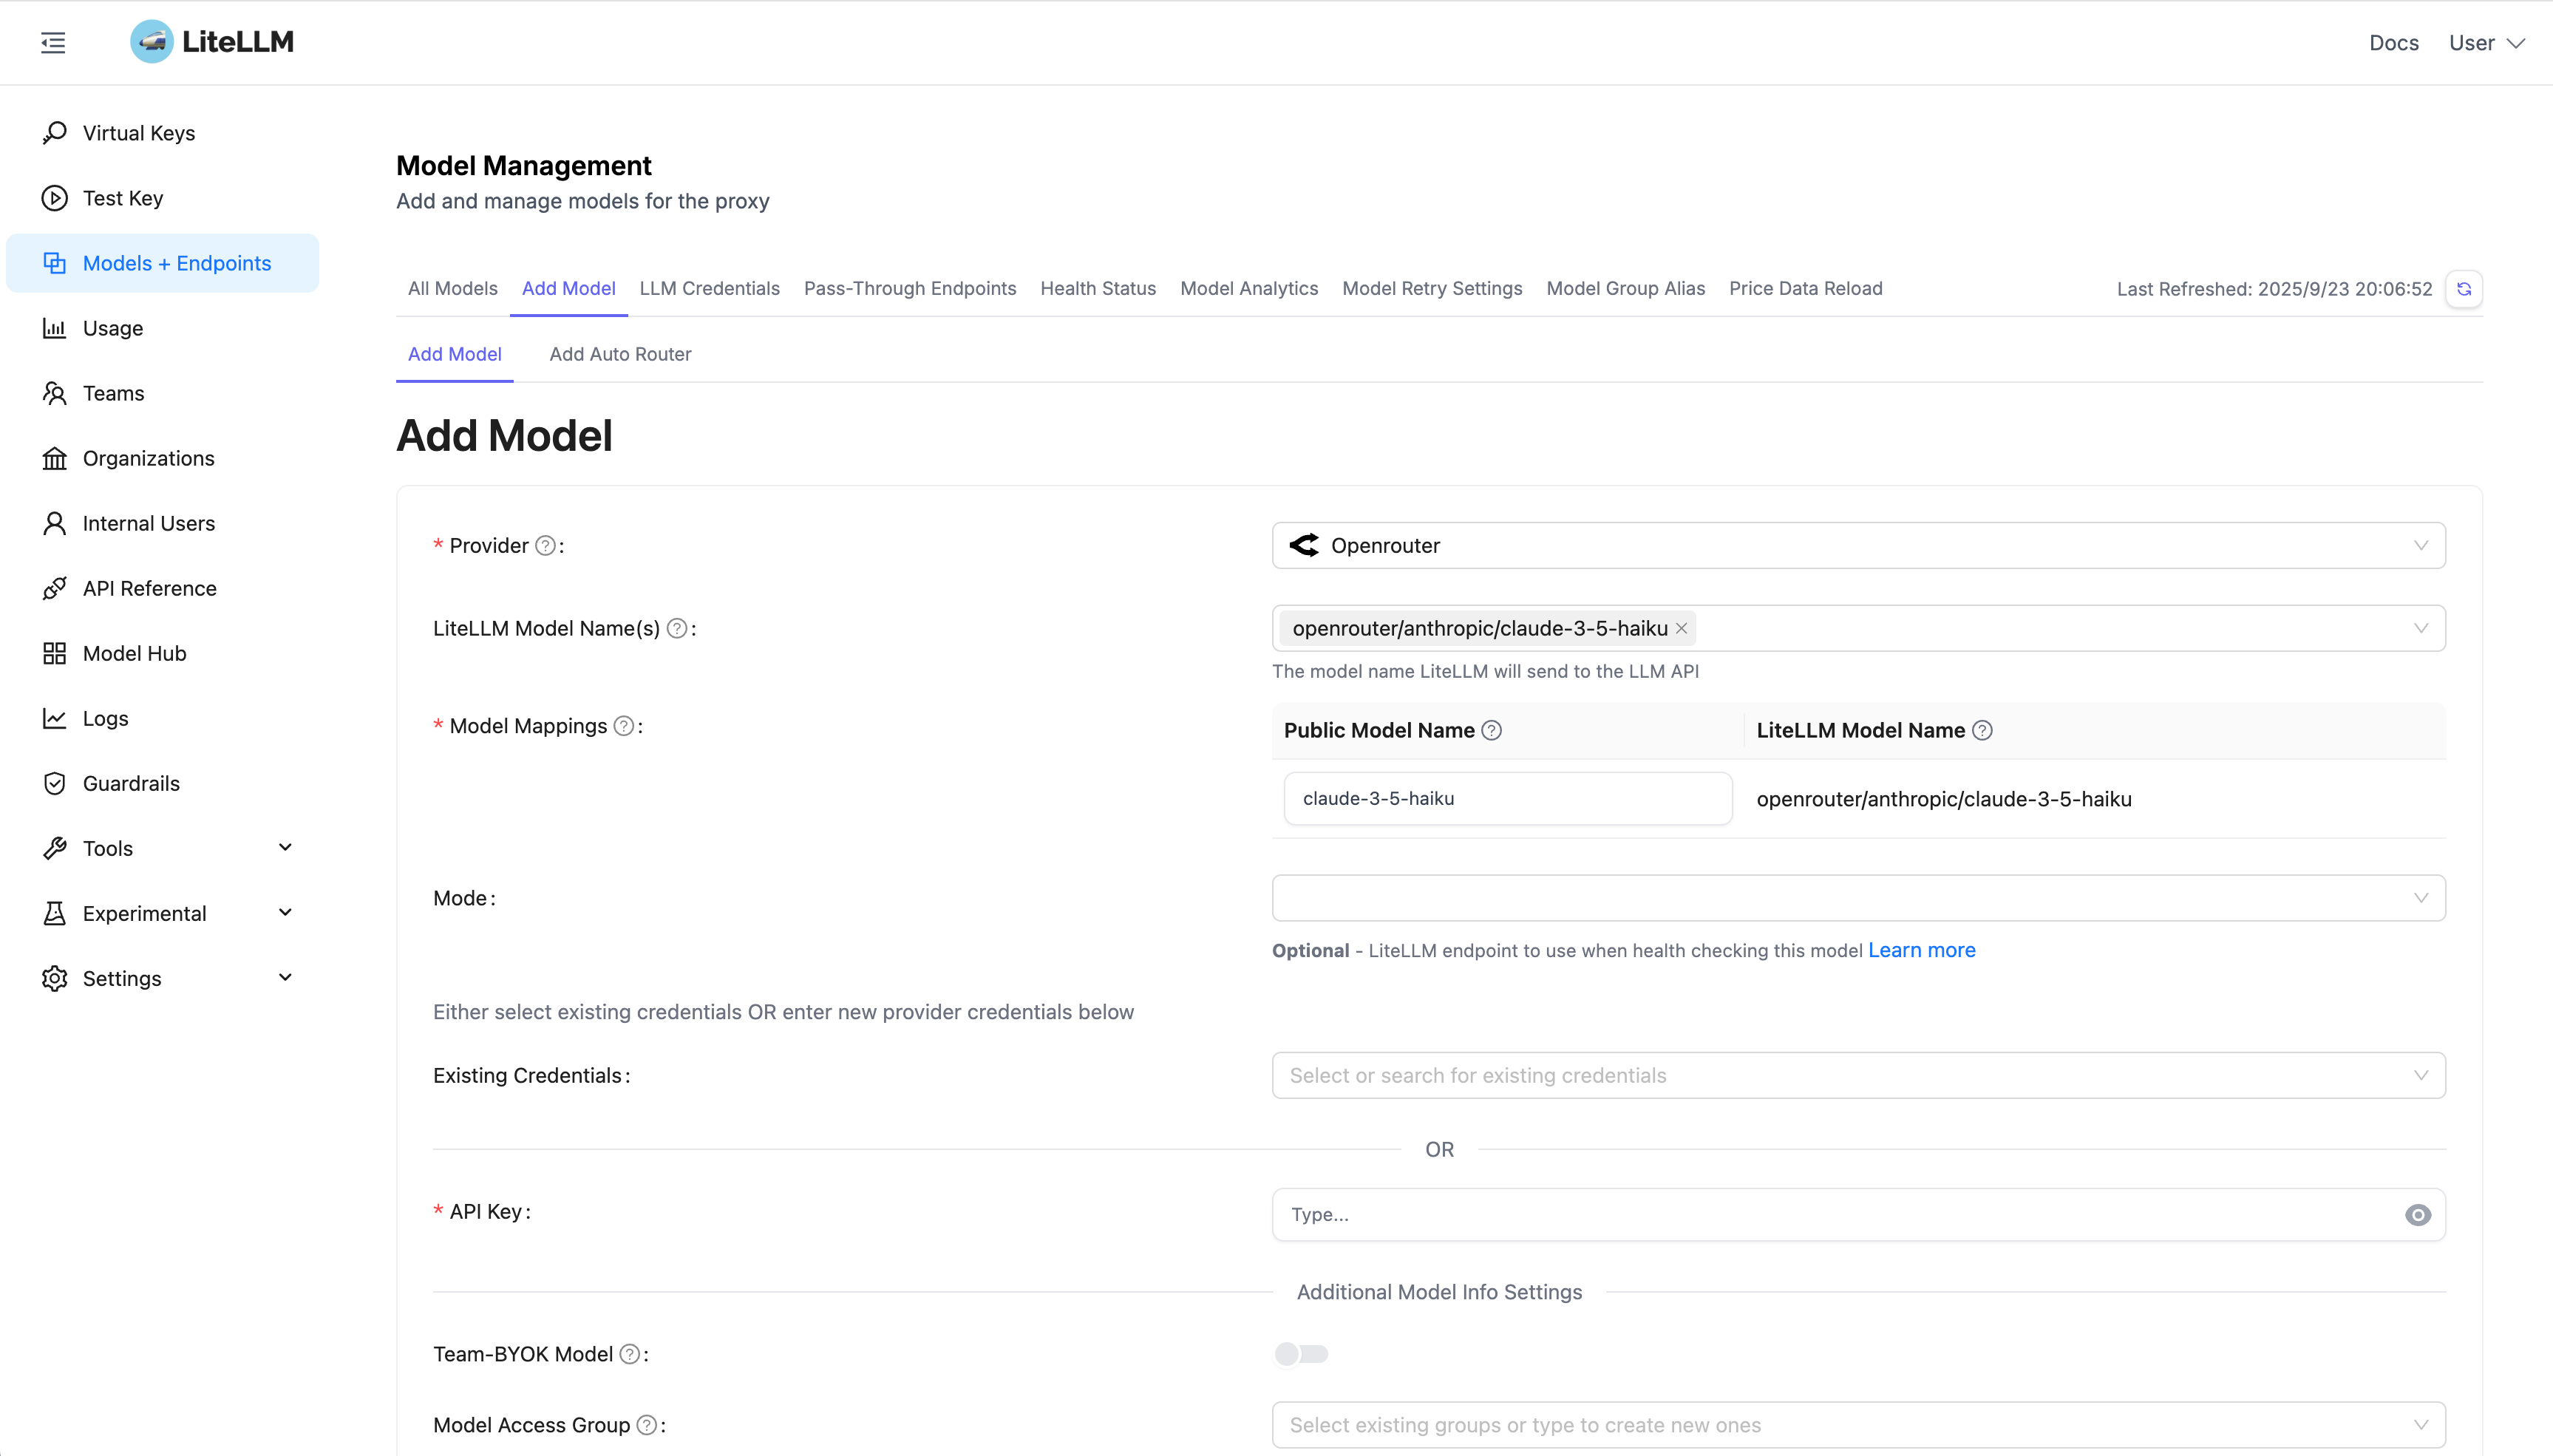 LiteLLM
Docs
User
Virtual Keys
Test Key
Models + Endpoints
Usage
Teams
Organizations
Internal Users
API Reference
Model Hub
Logs
Guardrails
Tools
Experimental
Settings
Model Management
Add and manage models for the proxy
All Models
Add Model
LLM Credentials
Pass-Through Endpoints
Health Status
Model Analytics
Model Retry Settings
Model Group Alias
Price Data Reload
Last Refreshed: 2025/9/23 20:06:52
Add Model
Add Auto Router
Add Model
* Provider ? :
Openrouter
LiteLLM Model Name(s) ? :
openrouter/anthropic/claude-3-5-haiku
The model name LiteLLM will send to the LLM API
* Model Mappings ? :
Public Model Name ?
LiteLLM Model Name ?
claude-3-5-haiku
openrouter/anthropic/claude-3-5-haiku
Mode :
Optional - LiteLLM endpoint to use when health checking this model Learn more
Either select existing credentials OR enter new provider credentials below
Existing Credentials :
Select or search for existing credentials
OR
* API Key :
Type...
Additional Model Info Settings
Team-BYOK Model ? :
Model Access Group ? :
Select existing groups or type to create new ones